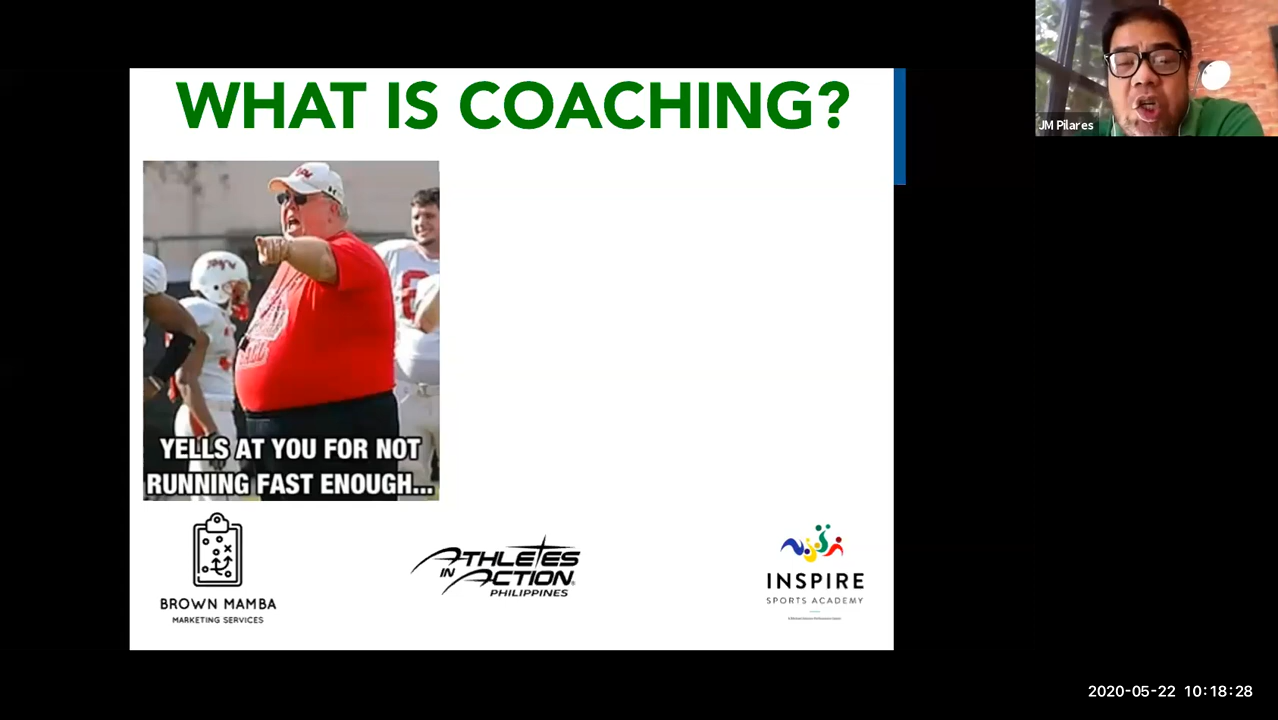 WHAT IS COACHING?
JM Pilares
YELLS AT YOU FOR NOT
RUNNING FAST ENOUGH...
BROWN MAMBA
MARKETING SERVICES
ATHLETES
IN ACTION
PHILIPPINES
INSPIRE
SPORTS ACADEMY
2020-05-22 10:18:28